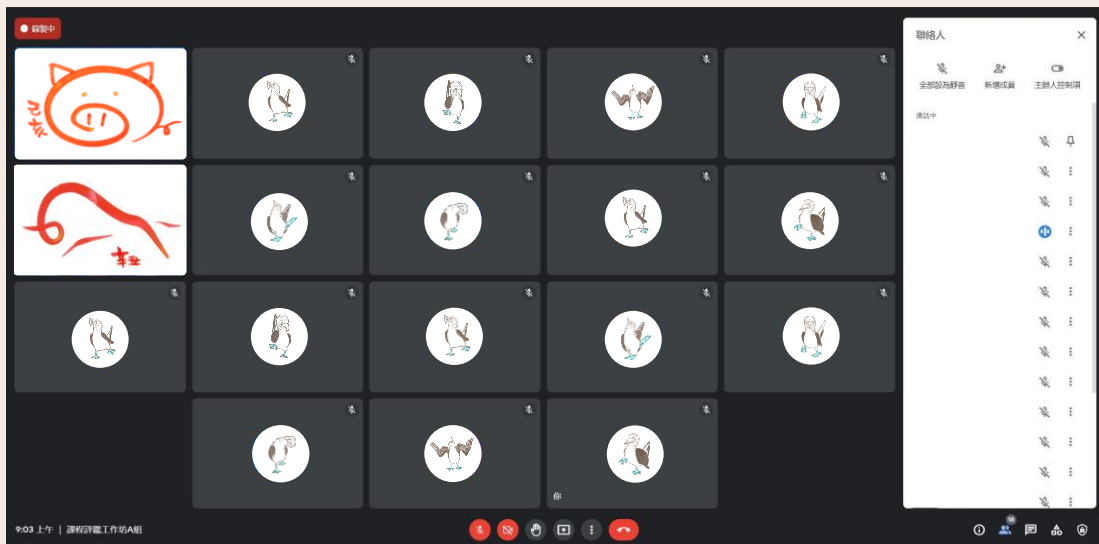 錄製中
己亥
辛丑
你
聯絡人
全部設為靜音
新增成員
主辦人控制項
通話中
9:03 上午 | 課程評鑑工作坊A組
18